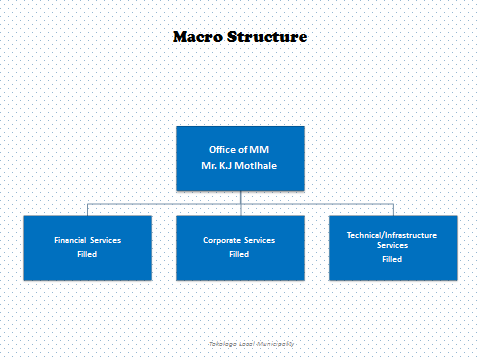 Macro Structure
Office of MM
Mr. K.J Motlhale
Financial Services
Filled
Corporate Services
Filled
Technical/Infrastructure
Services
Filled
Tokologo Local Municipality